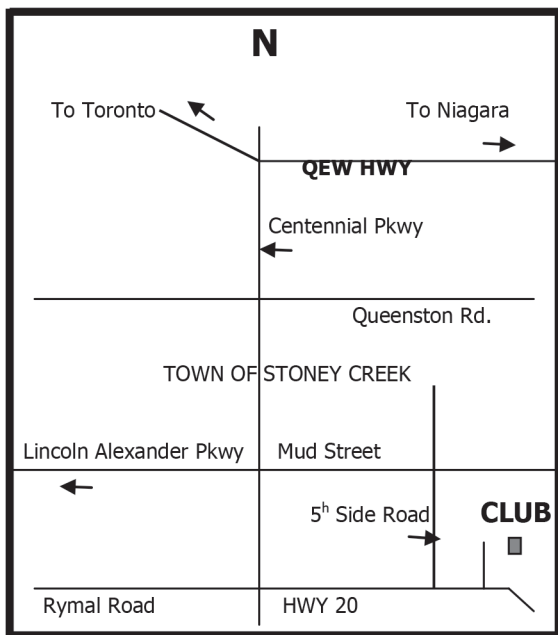 N
To Toronto
To Niagara
QEW HWY
Centennial Pkwy
Queenston Rd.
TOWN OF STONEY CREEK
Lincoln Alexander Pkwy
Mud Street
5h Side Road
CLUB
Rymal Road
HWY 20